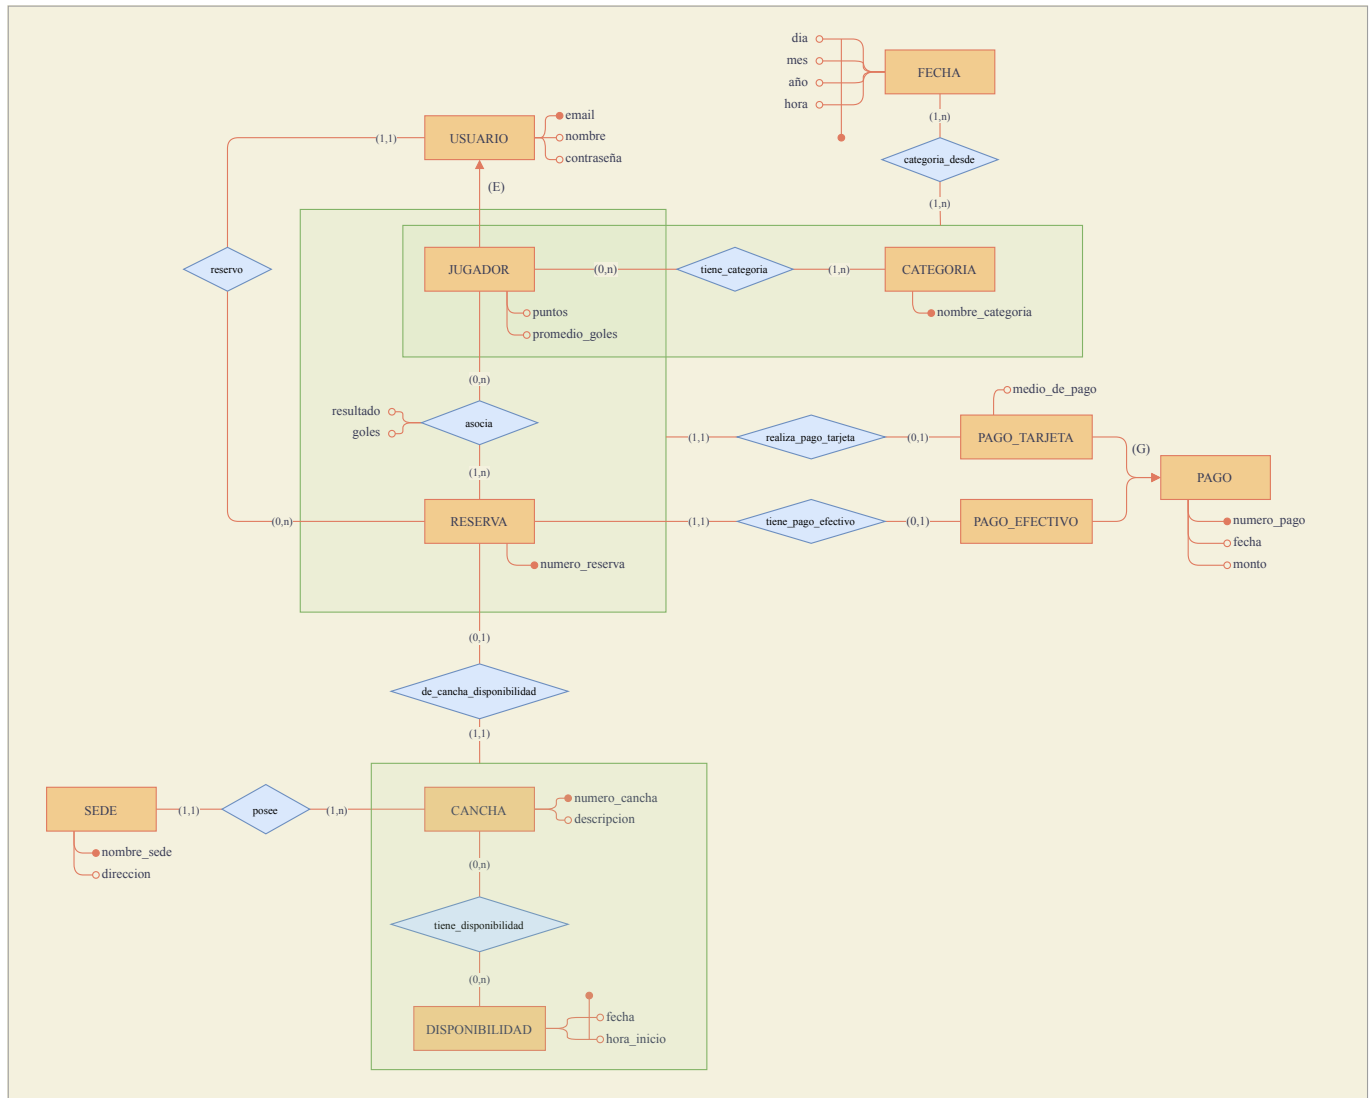 dia
mes
año
hora
FECHA
(1,n)
categoria_desde
(1,n)
USUARIO
email
nombre
contraseña
(1,1)
(E)
reservo
(0,n)
JUGADOR
puntos
promedio_goles
(0,n)
tiene_categoria
(1,n)
CATEGORIA
nombre_categoria
(0,n)
resultado
goles
asocia
(1,n)
RESERVA
numero_reserva
(1,1)
realiza_pago_tarjeta
(0,1)
medio_de_pago
PAGO_TARJETA
(G)
PAGO
numero_pago
fecha
monto
(1,1)
tiene_pago_efectivo
(0,1)
PAGO_EFECTIVO
(0,1)
de_cancha_disponibilidad
(1,1)
SEDE
nombre_sede
direccion
(1,1)
posee
(1,n)
CANCHA
numero_cancha
descripcion
(0,n)
tiene_disponibilidad
(0,n)
DISPONIBILIDAD
fecha
hora_inicio